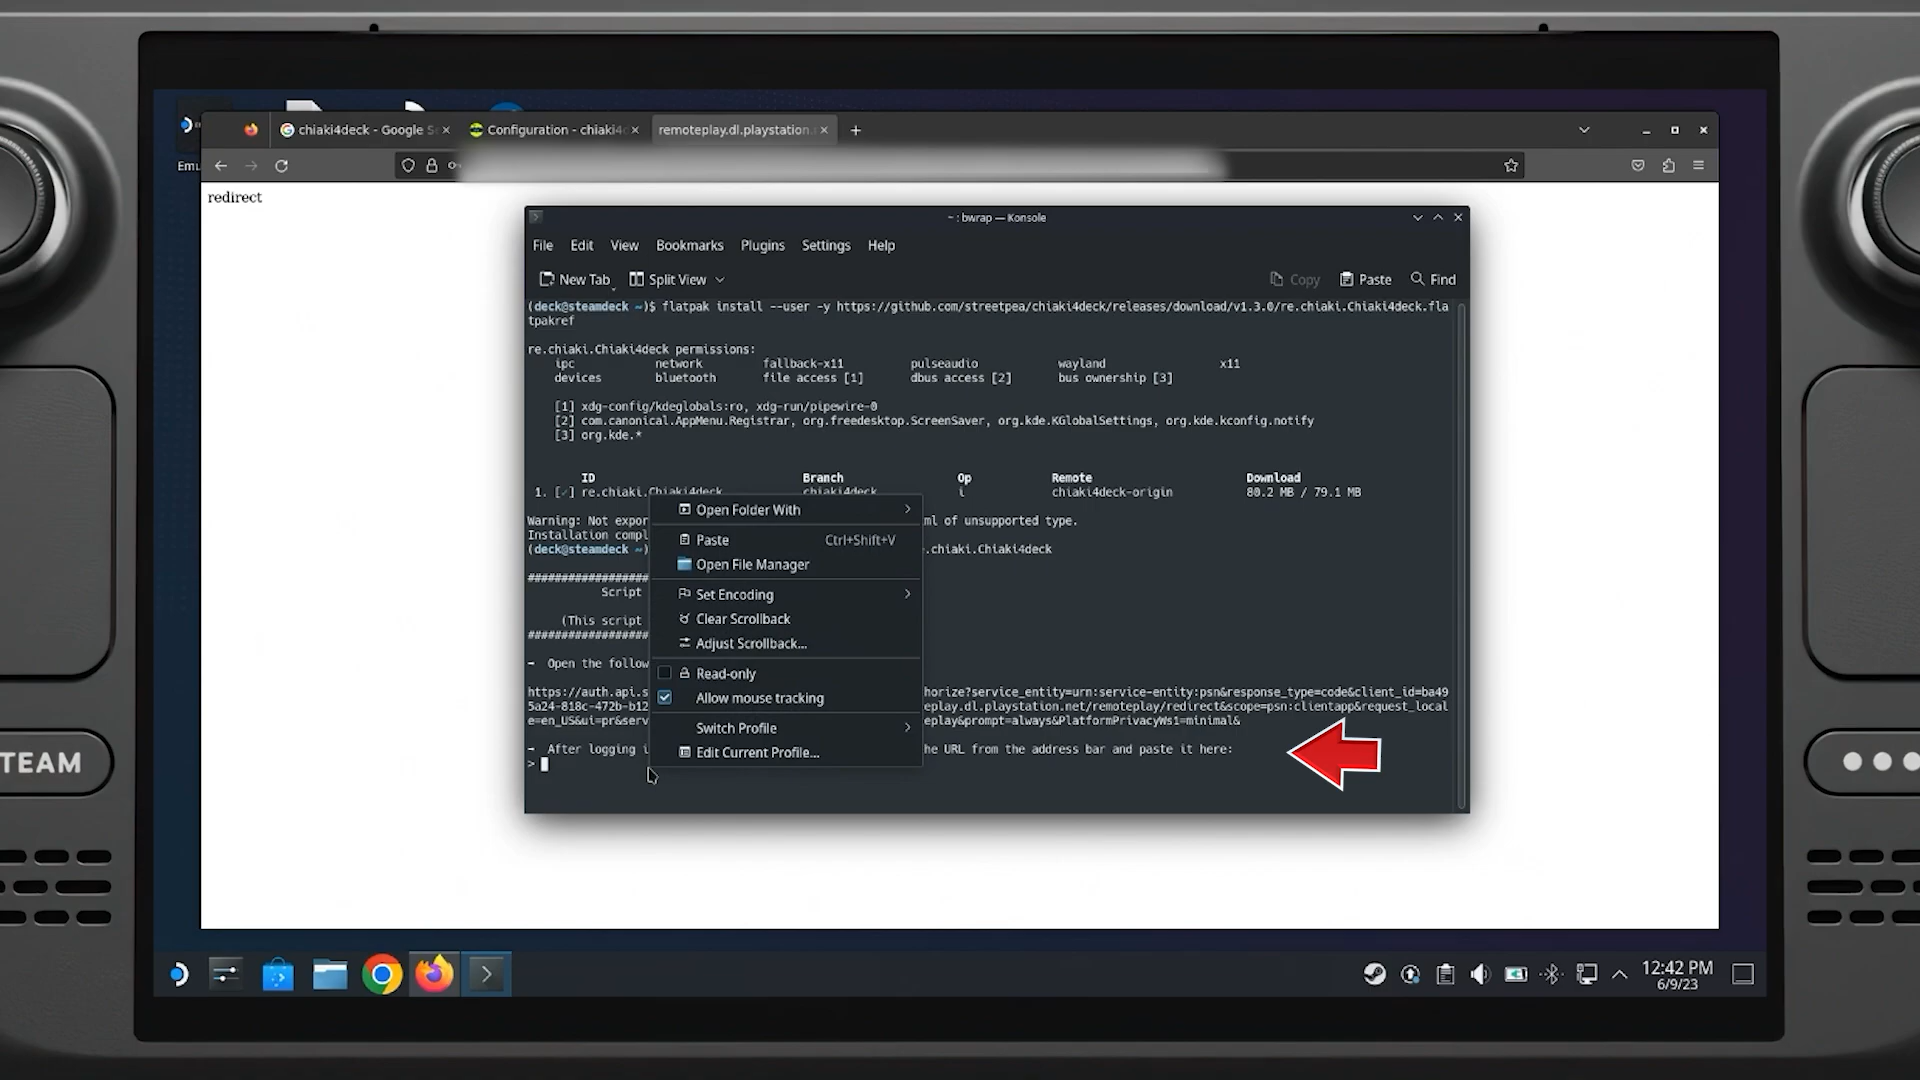 Emu
chiaki4deck - Google S
Configuration - chiaki4
remoteplay.dl.playstation.
redirect
~ : bwrap — Konsole
File Edit View Bookmarks Plugins Settings Help
New Tab Split View Copy Paste Find
(deck@steamdeck ~)$ flatpak install --user -y https://github.com/streetpea/chiaki4deck/releases/download/v1.3.0/re.chiaki.Chiaki4deck.fla
tpakref
re.chiaki.Chiaki4deck permissions:
ipc network fallback-x11 pulseaudio wayland x11
devices bluetooth file access [1] dbus access [2] bus ownership [3]
[1] xdg-config/kdeglobals:ro, xdg-run/pipewire-0
[2] com.canonical.AppMenu.Registrar, org.freedesktop.ScreenSaver, org.kde.KGlobalSettings, org.kde.kconfig.notify
[3] org.kde.*
ID Branch Op Remote Download
1. [✓] re.chiaki.Chiaki4deck chiaki4deck i chiaki4deck-origin 80.2 MB / 79.1 MB
Warning: Not expor ml of unsupported type.
Installation compl
(deck@steamdeck ~) .chiaki.Chiaki4deck
##################
Script
(This script
##################
Open the follow
https://auth.api.s horize?service_entity=urn:service-entity:psn&response_type=code&client_id=ba49
5a24-818c-472b-b12 eplay.dl.playstation.net/remoteplay/redirect&scope=psn:clientapp&request_local
e=en_US&ui=pr&serv eplay&prompt=always&PlatformPrivacyWs1=minimal&
After logging i he URL from the address bar and paste it here:
>
Open Folder With
Paste Ctrl+Shift+V
Open File Manager
Set Encoding
Clear Scrollback
Adjust Scrollback...
Read-only
Allow mouse tracking
Switch Profile
Edit Current Profile...
TEAM
12:42 PM
6/9/23